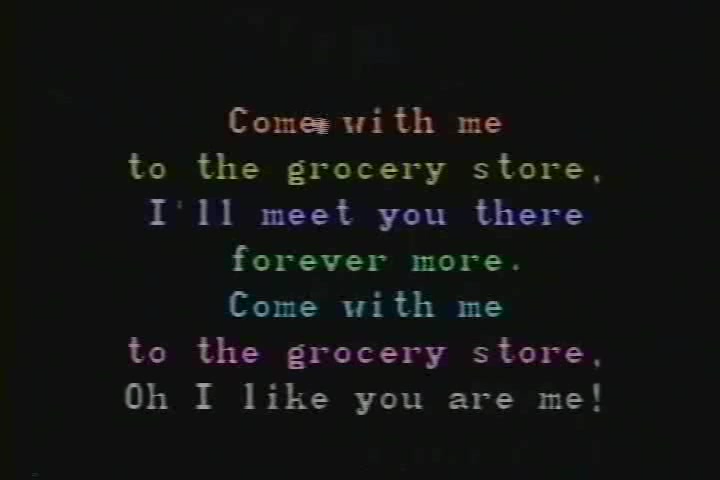 Come with me
to the grocery store,
I'll meet you there
forever more.
Come with me
to the grocery store,
Oh I like you are me!